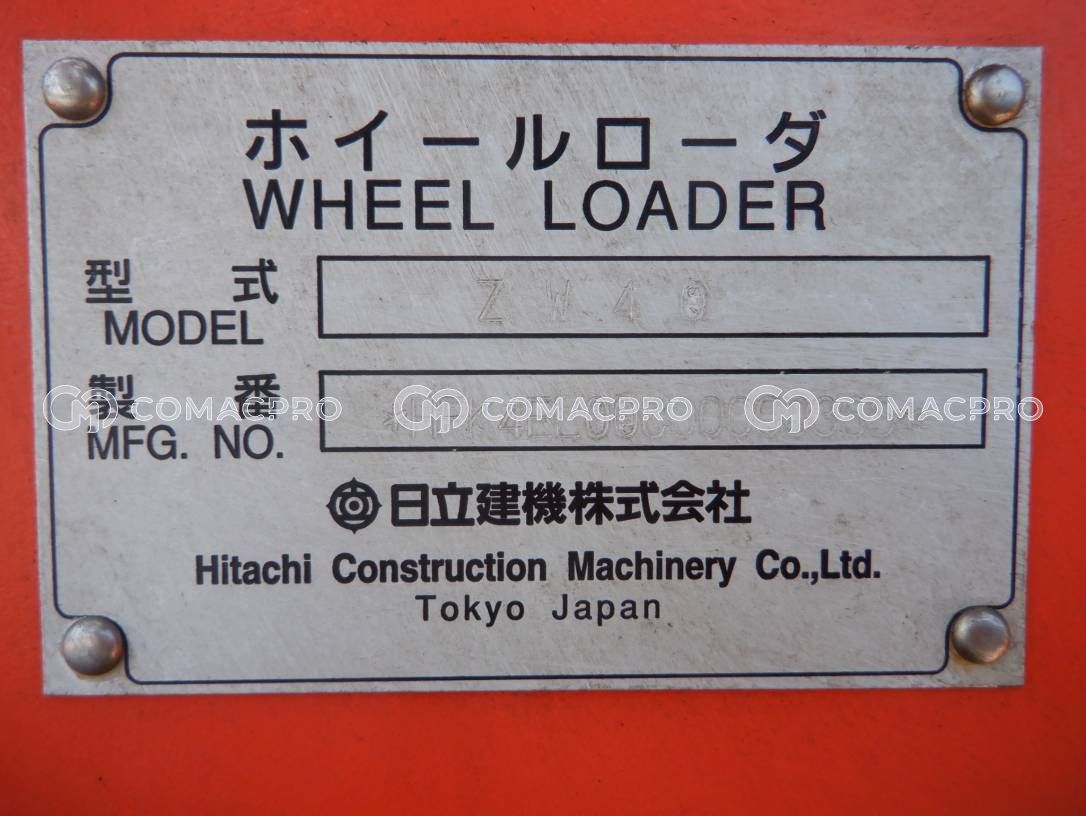 ホイールローダ
WHEEL LOADER
型式
MODEL
ZW40
製番
MFG. NO.
COMACPRO COMACPRO COMACPRO
日立建機株式会社
Hitachi Construction Machinery Co.,Ltd.
Tokyo Japan